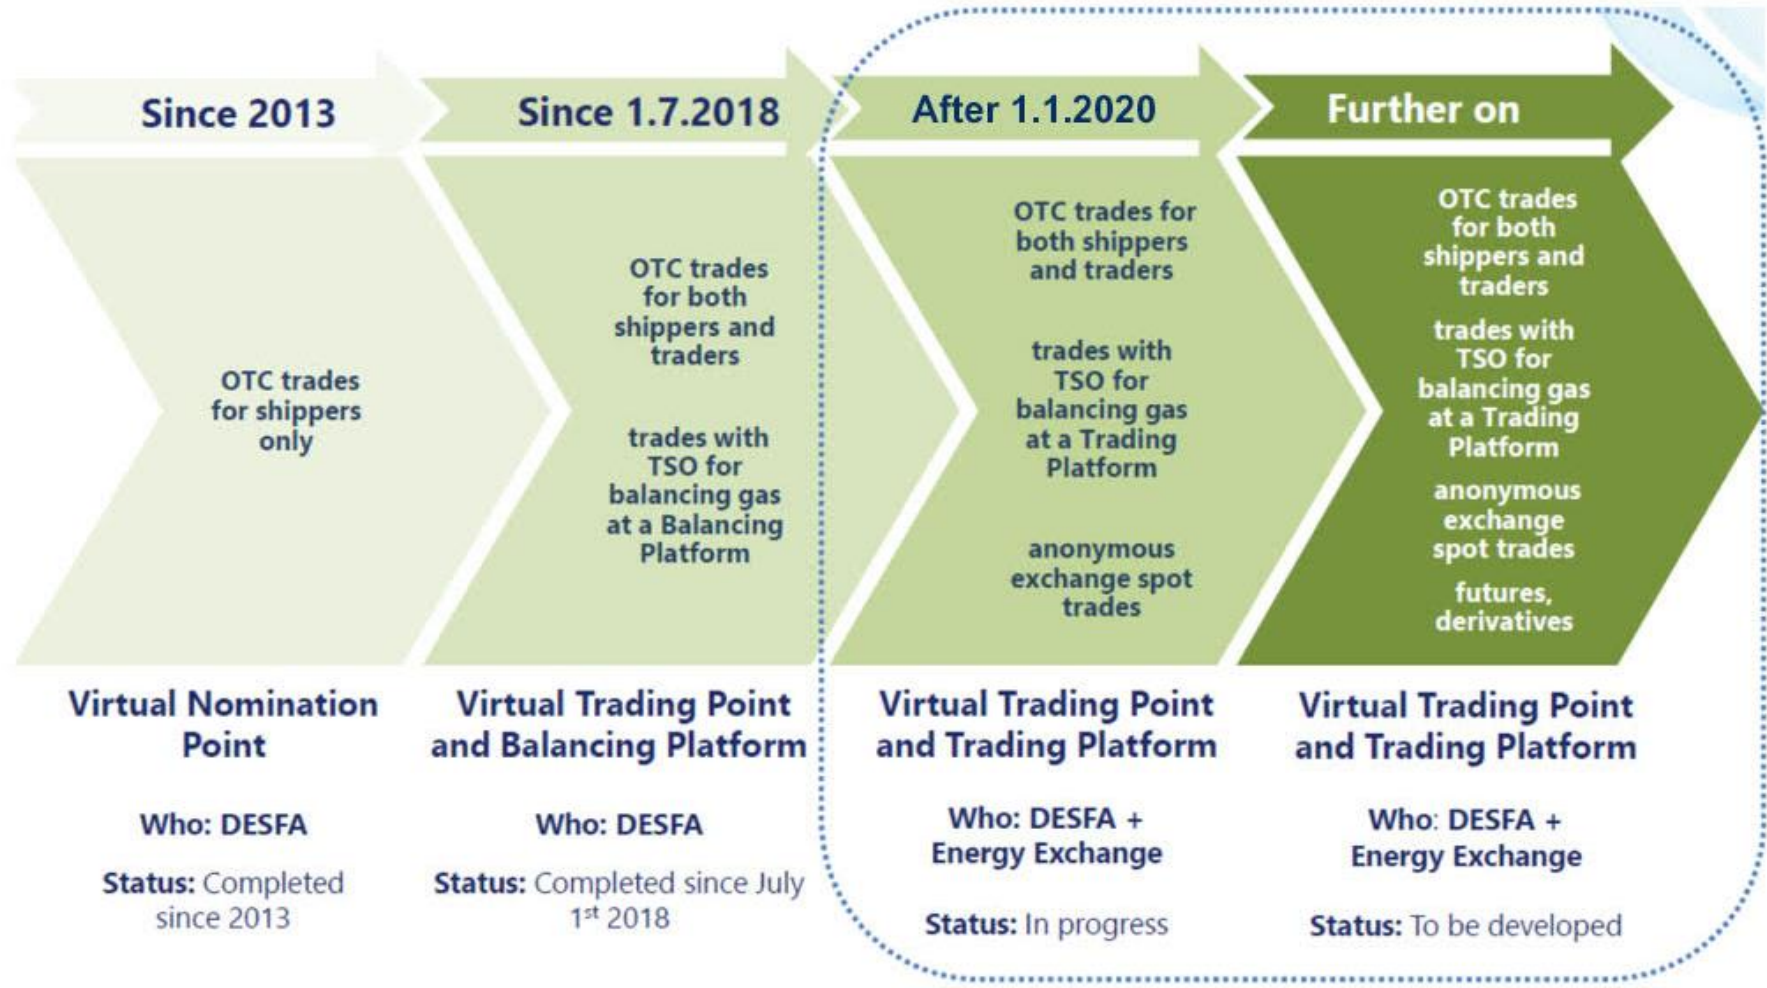 Since 2013
Since 1.7.2018
After 1.1.2020
Further on
OTC trades
for shippers
only
OTC trades
for both
shippers and
traders
trades with
TSO for
balancing gas
at a Balancing
Platform
OTC trades for
both shippers
and traders
trades with
TSO for
balancing gas
at a Trading
Platform
anonymous
exchange spot
trades
OTC trades
for both
shippers and
traders
trades with
TSO for
balancing gas
at a Trading
Platform
anonymous
exchange
spot trades
futures,
derivatives
Virtual Nomination
Point
Who: DESFA
Status: Completed
since 2013
Virtual Trading Point
and Balancing Platform
Who: DESFA
Status: Completed since July
1st 2018
Virtual Trading Point
and Trading Platform
Who: DESFA +
Energy Exchange
Status: In progress
Virtual Trading Point
and Trading Platform
Who: DESFA +
Energy Exchange
Status: To be developed